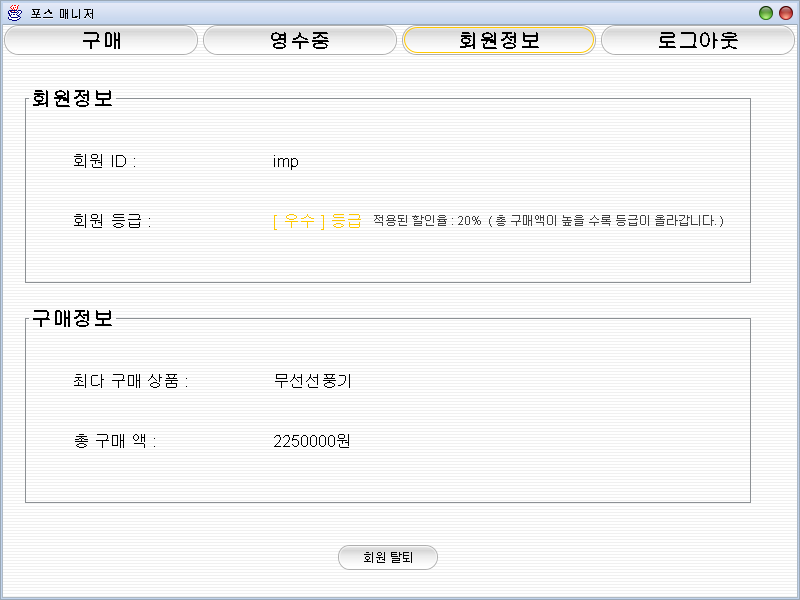 포스 매니저
구매 영수증 회원정보 로그아웃
회원정보
회원 ID : imp
회원 등급 : [ 우수 ] 등급 적용된 할인율 : 20% ( 총 구매액이 높을 수록 등급이 올라갑니다. )
구매정보
최다 구매 상품 : 무선선풍기
총 구매 액 : 2250000원
회원 탈퇴